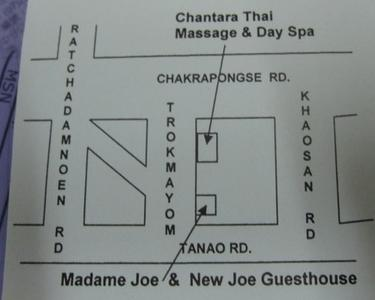 Chantara Thai
Massage & Day Spa
CHAKRAPONGSE RD.
RATCHADAMNOEN RD
TROKMAYOM
KHAOSAN RD
TANAO RD.
Madame Joe & New Joe Guesthouse
MSN